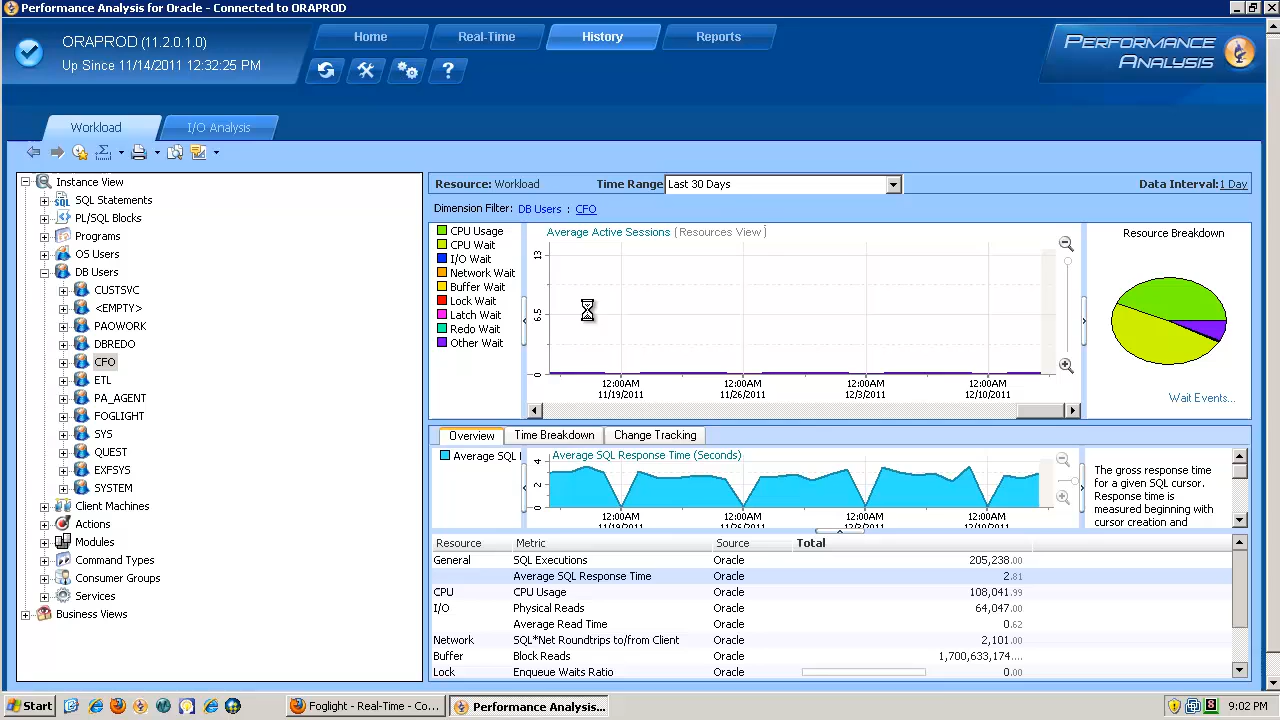 Performance Analysis for Oracle - Connected to ORAPROD
ORAPROD (11.2.0.1.0)
Up Since 11/14/2011 12:32:25 PM
Home
Real-Time
History
Reports
?
PERFORMANCE
ANALYSIS
Workload
I/O Analysis
Instance View
SQL Statements
PL/SQL Blocks
Programs
OS Users
DB Users
CUSTSVC
<EMPTY>
PAOWORK
DBREDO
CFO
ETL
PA_AGENT
FOGLIGHT
SYS
QUEST
EXFSYS
SYSTEM
Client Machines
Actions
Modules
Command Types
Consumer Groups
Services
Business Views
Resource: Workload
Time Range Last 30 Days
Data Interval: 1 Day
Dimension Filter: DB Users : CFO
CPU Usage
CPU Wait
I/O Wait
Network Wait
Buffer Wait
Lock Wait
Latch Wait
Redo Wait
Other Wait
Average Active Sessions [Resources View]
13
6.5
0
12:00AM 12:00AM 12:00AM 12:00AM
11/19/2011 11/26/2011 12/3/2011 12/10/2011
Resource Breakdown
Wait Events...
Overview
Time Breakdown
Change Tracking
Average SQL
Average SQL Response Time (Seconds)
4
2
0
12:00AM 12:00AM 12:00AM 12:00AM
11/19/2011 11/26/2011 12/3/2011 12/10/2011
The gross response time
for a given SQL cursor.
Response time is
measured beginning with
cursor creation and
Resource Metric Source Total
General SQL Executions Oracle 205,238.00
Average SQL Response Time Oracle 2.81
CPU CPU Usage Oracle 108,041.99
I/O Physical Reads Oracle 64,047.00
Average Read Time Oracle 0.62
Network SQL*Net Roundtrips to/from Client Oracle 2,101.00
Buffer Block Reads Oracle 1,700,633,174....
Lock Enqueue Waits Ratio Oracle 0.00
Start
Foglight - Real-Time - Co...
Performance Analysis...
9:02 PM